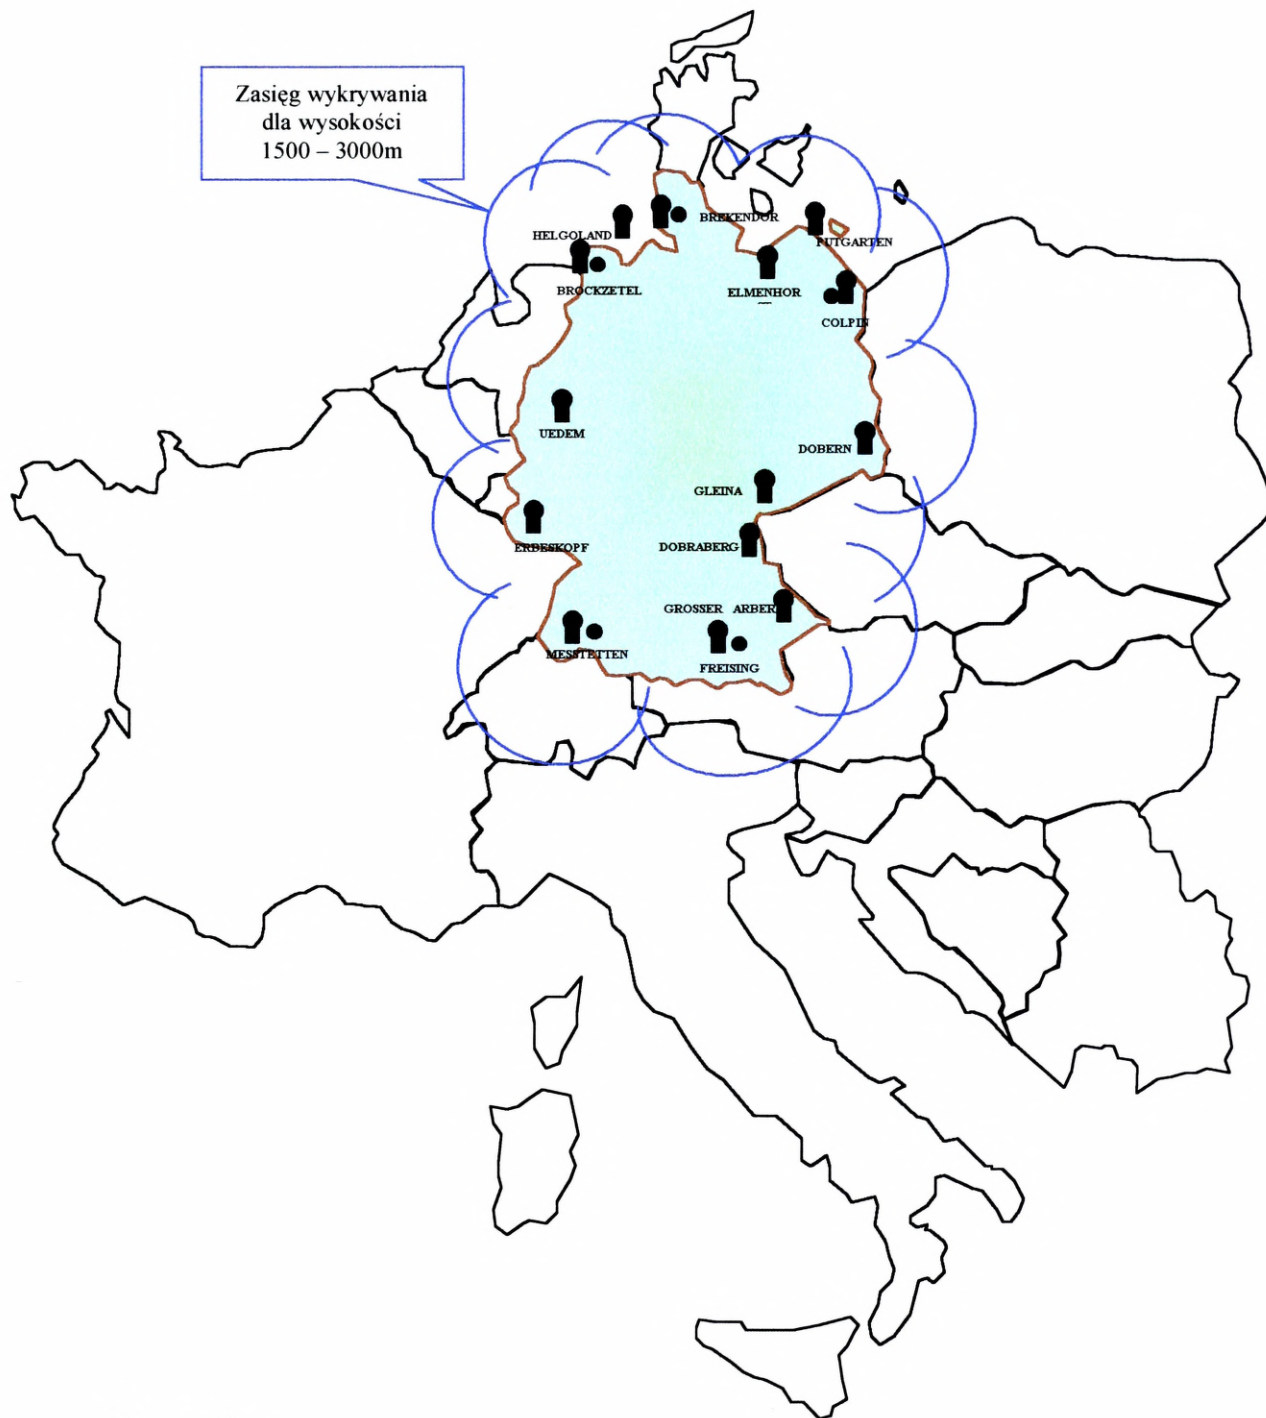 Zasięg wykrywania
dla wysokości
1500 – 3000m
BREKENDOR
HELGOLAND
PUTGARTEN
BROCKZETEL
ELMENHOR
COLPIN
UEDEM
DOBERN
GLEINA
ERBESKOPF
DOBRABERG
GROSSER ARBER
MESSTETTEN
FREISING